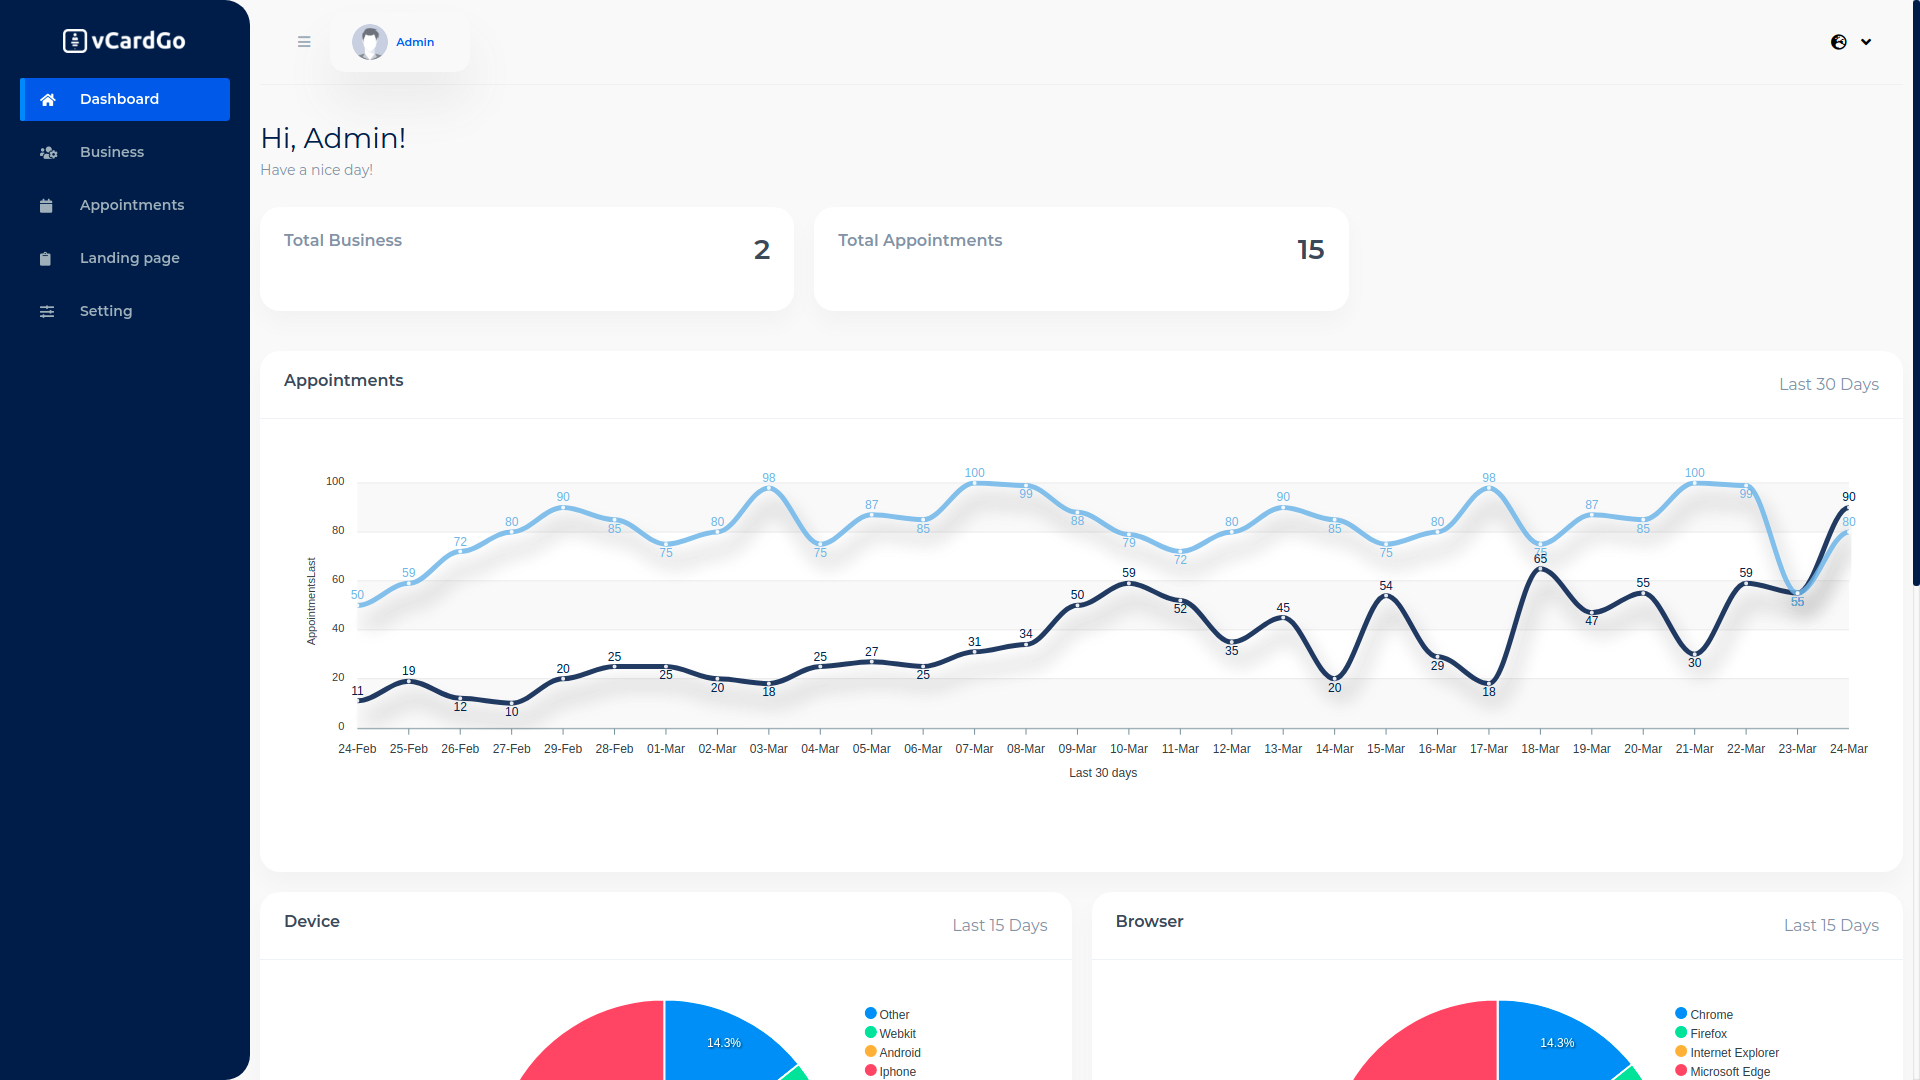 vCardGo
Admin
Dashboard
Business
Appointments
Landing page
Setting
Hi, Admin!
Have a nice day!
Total Business
2
Total Appointments
15
Appointments
Last 30 Days
100
80
60
40
20
0
AppointmentsLast
50 59 72 80 90 85 75 80 98 75 87 85 100 99 88 79 72 80 90 85 75 80 98 75 87 85 100 99 55 80
11 19 12 10 20 25 25 20 18 25 27 25 31 34 50 59 52 35 45 20 54 29 18 65 47 55 30 59 55 90
24-Feb 25-Feb 26-Feb 27-Feb 29-Feb 28-Feb 01-Mar 02-Mar 03-Mar 04-Mar 05-Mar 06-Mar 07-Mar 08-Mar 09-Mar 10-Mar 11-Mar 12-Mar 13-Mar 14-Mar 15-Mar 16-Mar 17-Mar 18-Mar 19-Mar 20-Mar 21-Mar 22-Mar 23-Mar 24-Mar
Last 30 days
Device
Last 15 Days
14.3%
Other
Webkit
Android
Iphone
Browser
Last 15 Days
14.3%
Chrome
Firefox
Internet Explorer
Microsoft Edge